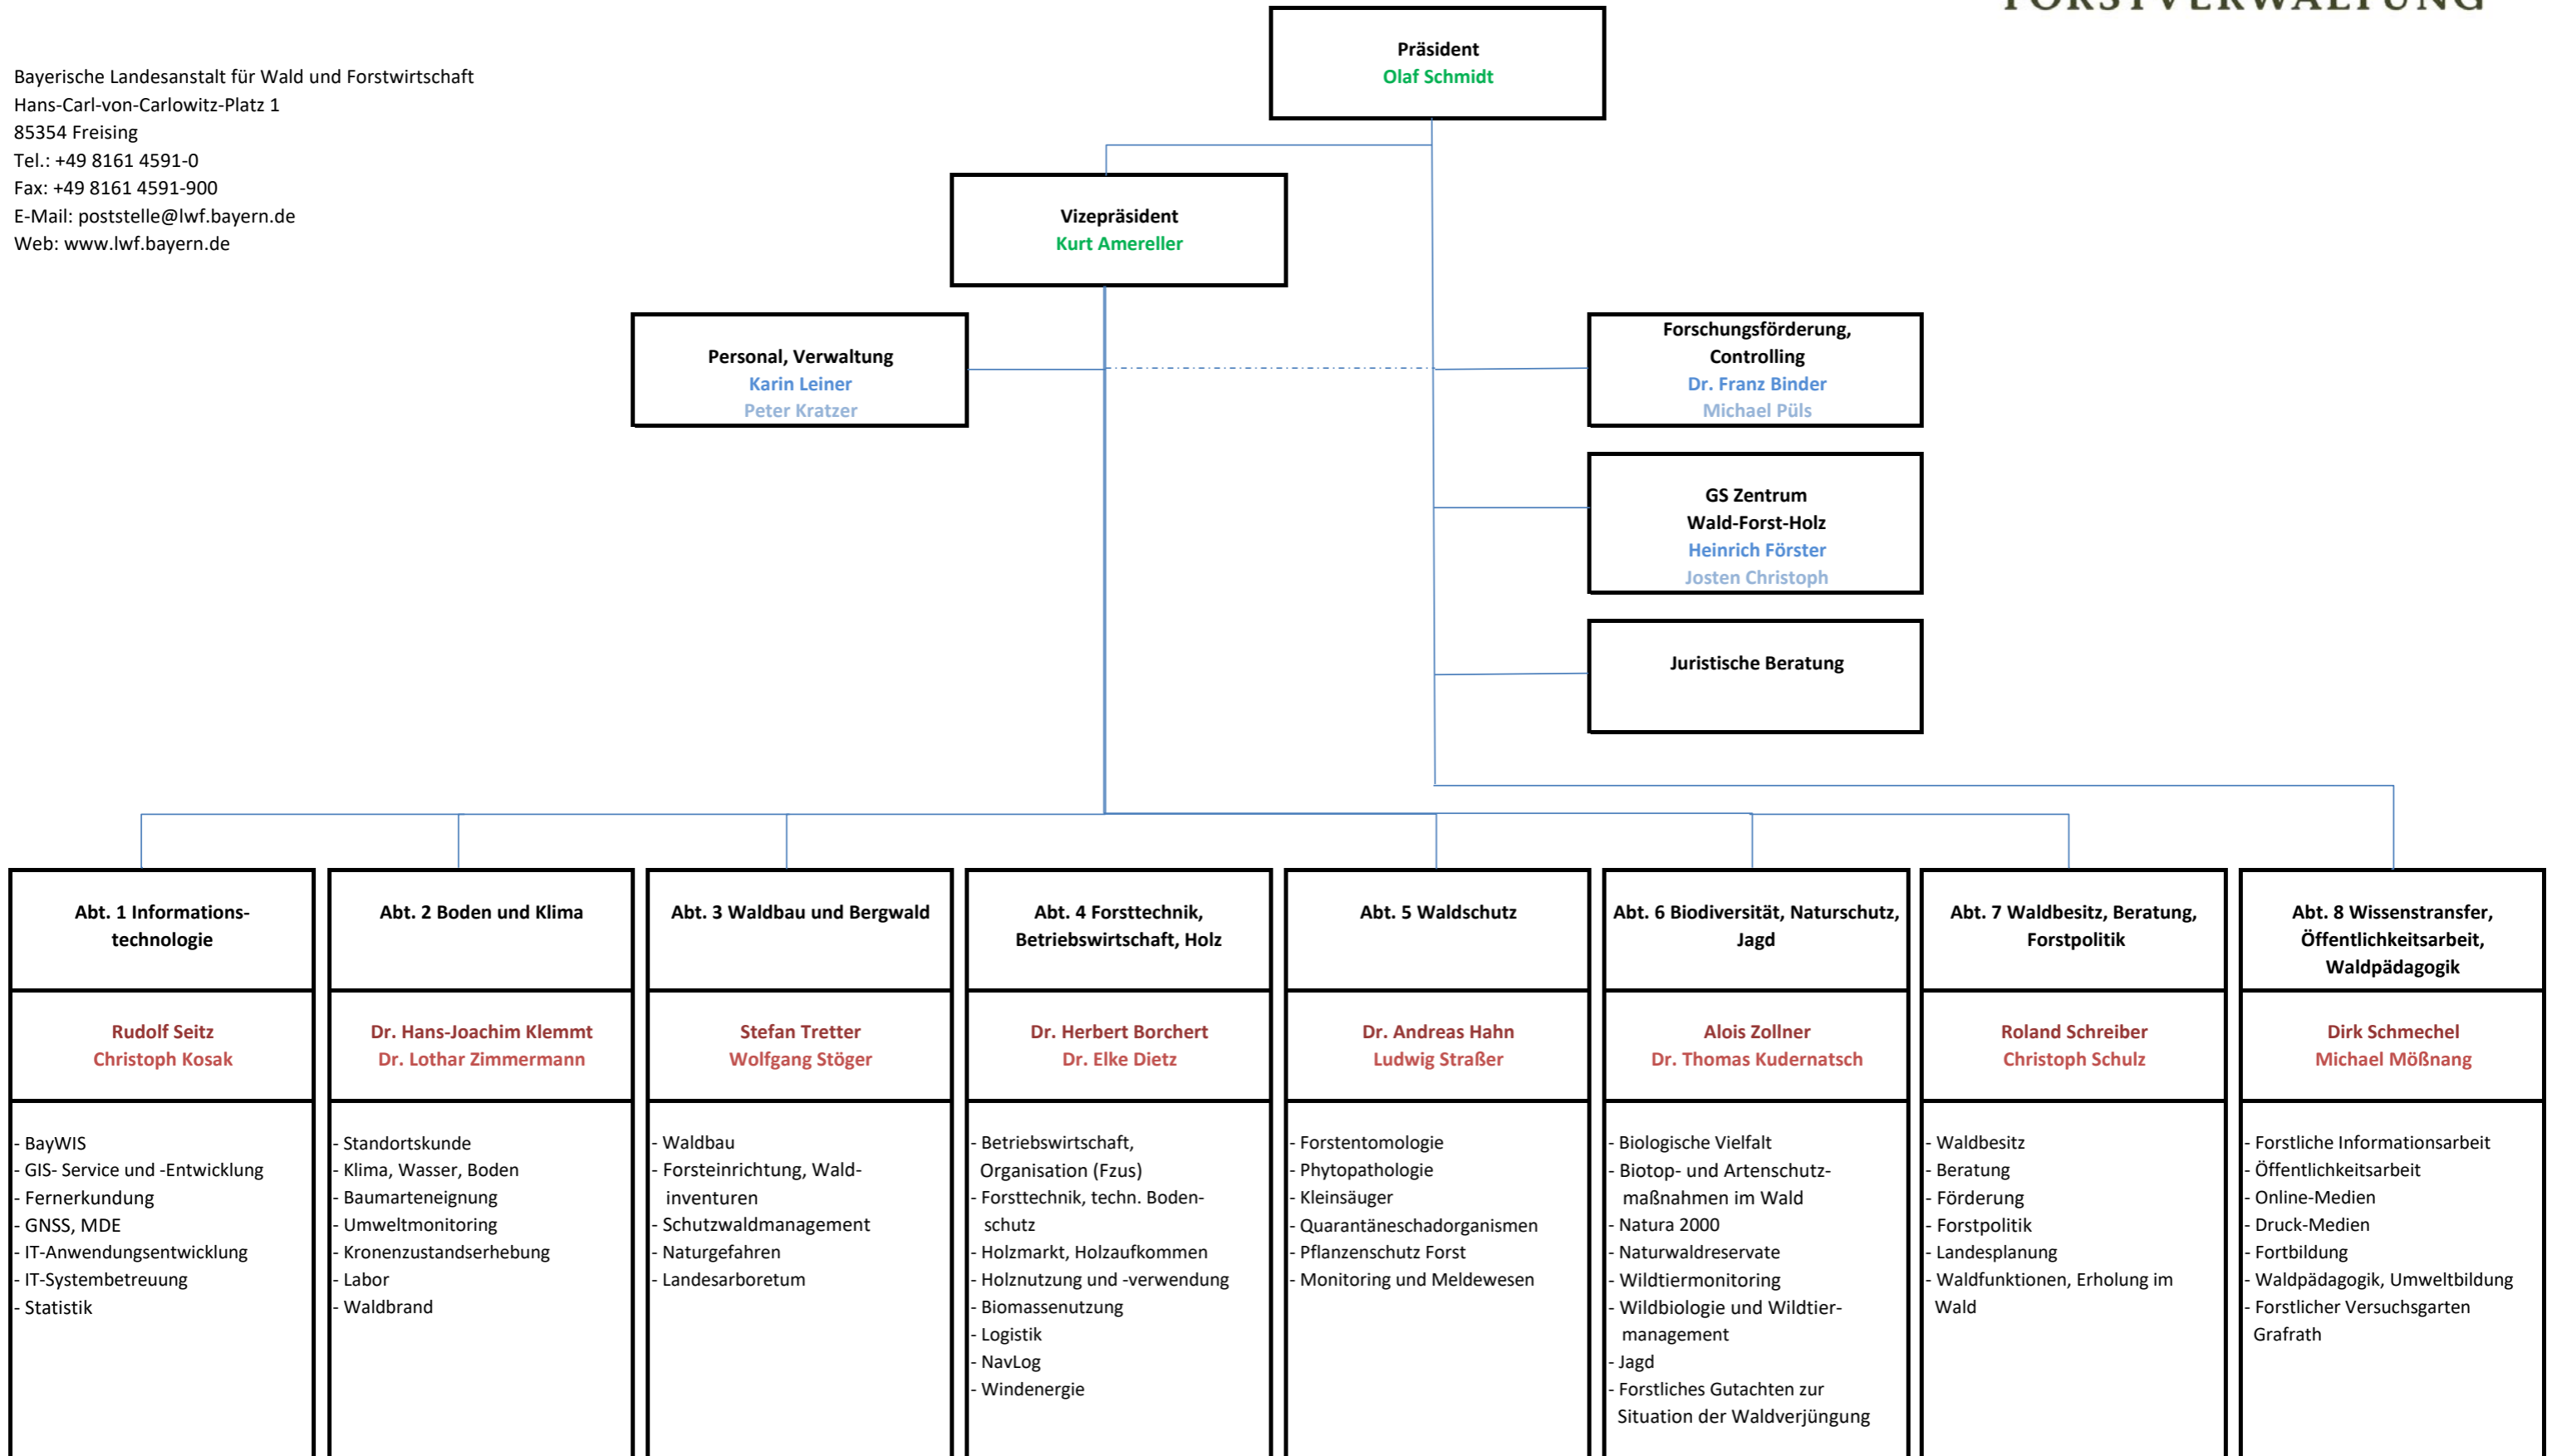 FORSTVERWALTUNG
Bayerische Landesanstalt für Wald und Forstwirtschaft
Hans-Carl-von-Carlowitz-Platz 1
85354 Freising
Tel.: +49 8161 4591-0
Fax: +49 8161 4591-900
E-Mail: poststelle@lwf.bayern.de
Web: www.lwf.bayern.de
Präsident
Olaf Schmidt
Vizepräsident
Kurt Amereller
Personal, Verwaltung
Karin Leiner
Peter Kratzer
Forschungsförderung,
Controlling
Dr. Franz Binder
Michael Püls
GS Zentrum
Wald-Forst-Holz
Heinrich Förster
Josten Christoph
Juristische Beratung
Abt. 1 Informations-
technologie
Rudolf Seitz
Christoph Kosak
- BayWIS
- GIS- Service und -Entwicklung
- Fernerkundung
- GNSS, MDE
- IT-Anwendungsentwicklung
- IT-Systembetreuung
- Statistik
Abt. 2 Boden und Klima
Dr. Hans-Joachim Klemmt
Dr. Lothar Zimmermann
- Standortskunde
- Klima, Wasser, Boden
- Baumarteneignung
- Umweltmonitoring
- Kronenzustandserhebung
- Labor
- Waldbrand
Abt. 3 Waldbau und Bergwald
Stefan Tretter
Wolfgang Stöger
- Waldbau
- Forsteinrichtung, Wald-
inventuren
- Schutzwaldmanagement
- Naturgefahren
- Landesarboretum
Abt. 4 Forsttechnik,
Betriebswirtschaft, Holz
Dr. Herbert Borchert
Dr. Elke Dietz
- Betriebswirtschaft,
Organisation (Fzus)
- Forsttechnik, techn. Boden-
schutz
- Holzmarkt, Holzaufkommen
- Holznutzung und -verwendung
- Biomassenutzung
- Logistik
- NavLog
- Windenergie
Abt. 5 Waldschutz
Dr. Andreas Hahn
Ludwig Straßer
- Forstentomologie
- Phytopathologie
- Kleinsäuger
- Quarantäneschadorganismen
- Pflanzenschutz Forst
- Monitoring und Meldewesen
Abt. 6 Biodiversität, Naturschutz,
Jagd
Alois Zollner
Dr. Thomas Kudernatsch
- Biologische Vielfalt
- Biotop- und Artenschutz-
maßnahmen im Wald
- Natura 2000
- Naturwaldreservate
- Wildtiermonitoring
- Wildbiologie und Wildtier-
management
- Jagd
- Forstliches Gutachten zur
Situation der Waldverjüngung
Abt. 7 Waldbesitz, Beratung,
Forstpolitik
Roland Schreiber
Christoph Schulz
- Waldbesitz
- Beratung
- Förderung
- Forstpolitik
- Landesplanung
- Waldfunktionen, Erholung im
Wald
Abt. 8 Wissenstransfer,
Öffentlichkeitsarbeit,
Waldpädagogik
Dirk Schmechel
Michael Mößnang
- Forstliche Informationsarbeit
- Öffentlichkeitsarbeit
- Online-Medien
- Druck-Medien
- Fortbildung
- Waldpädagogik, Umweltbildung
- Forstlicher Versuchsgarten
Grafrath